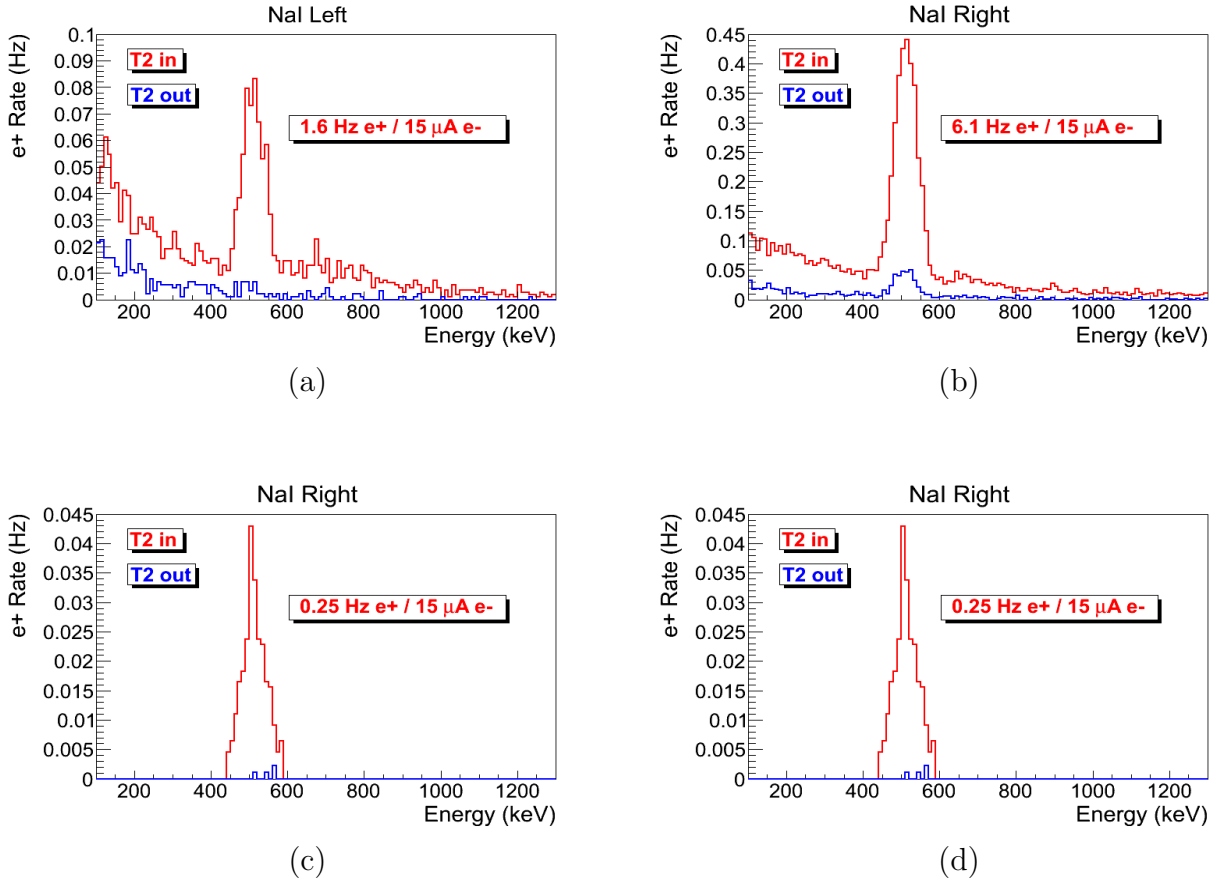 NaI Left
e+ Rate (Hz)
0.1
0.09
0.08
0.07
0.06
0.05
0.04
0.03
0.02
0.01
0
T2 in
T2 out
1.6 Hz e+ / 15 μA e-
200 400 600 800 1000 1200
Energy (keV)
(a)
NaI Right
e+ Rate (Hz)
0.45
0.4
0.35
0.3
0.25
0.2
0.15
0.1
0.05
0
T2 in
T2 out
6.1 Hz e+ / 15 μA e-
200 400 600 800 1000 1200
Energy (keV)
(b)
NaI Right
e+ Rate (Hz)
0.045
0.04
0.035
0.03
0.025
0.02
0.015
0.01
0.005
0
T2 in
T2 out
0.25 Hz e+ / 15 μA e-
200 400 600 800 1000 1200
Energy (keV)
(c)
NaI Right
e+ Rate (Hz)
0.045
0.04
0.035
0.03
0.025
0.02
0.015
0.01
0.005
0
T2 in
T2 out
0.25 Hz e+ / 15 μA e-
200 400 600 800 1000 1200
Energy (keV)
(d)